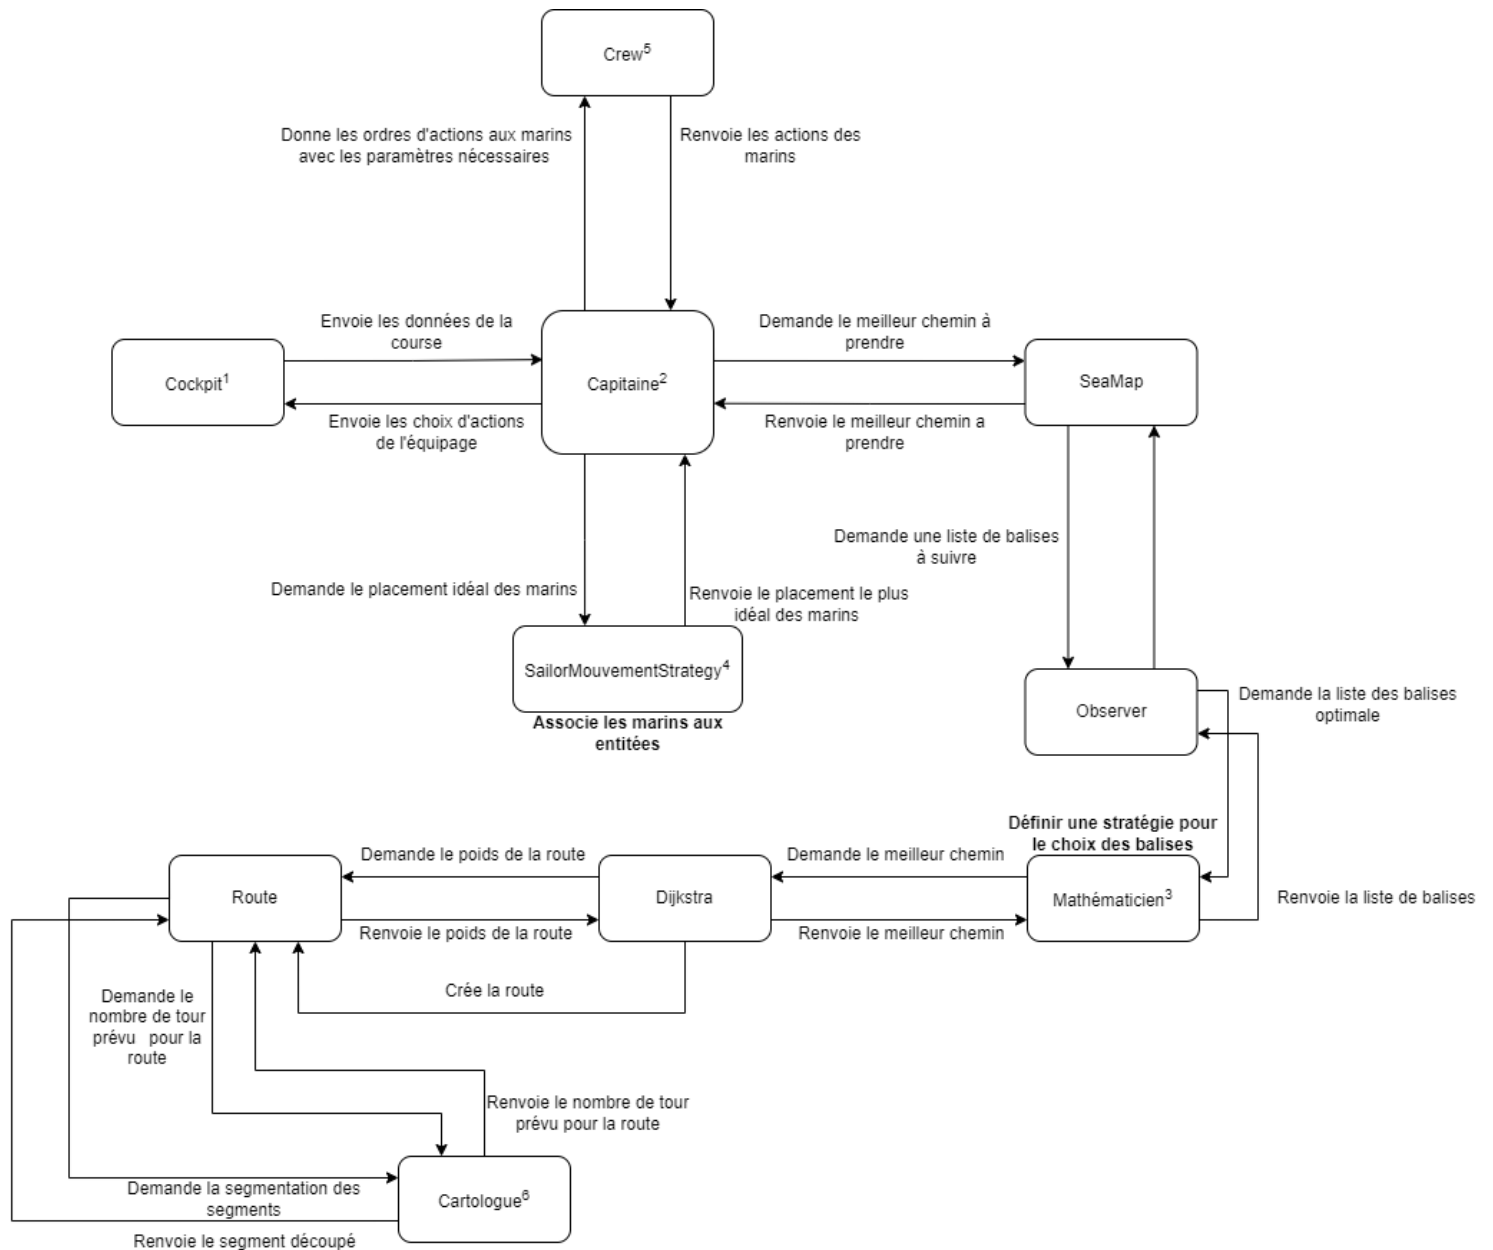 Crew⁵
Donne les ordres d'actions aux marins
avec les paramètres nécessaires
Renvoie les actions des
marins
Envoie les données de la
course
Demande le meilleur chemin à
prendre
Cockpit¹
Capitaine²
SeaMap
Envoie les choix d'actions
de l'équipage
Renvoie le meilleur chemin a
prendre
Demande une liste de balises
à suivre
Demande le placement idéal des marins
Renvoie le placement le plus
idéal des marins
SailorMouvementStrategy⁴
Associe les marins aux
entitées
Observer
Demande la liste des balises
optimale
Définir une stratégie pour
le choix des balises
Demande le poids de la route
Demande le meilleur chemin
Route
Dijkstra
Mathématicien³
Renvoie la liste de balises
Renvoie le poids de la route
Renvoie le meilleur chemin
Crée la route
Demande le
nombre de tour
prévu pour la
route
Renvoie le nombre de tour
prévu pour la route
Cartologue⁶
Demande la segmentation des
segments
Renvoie le segment découpé